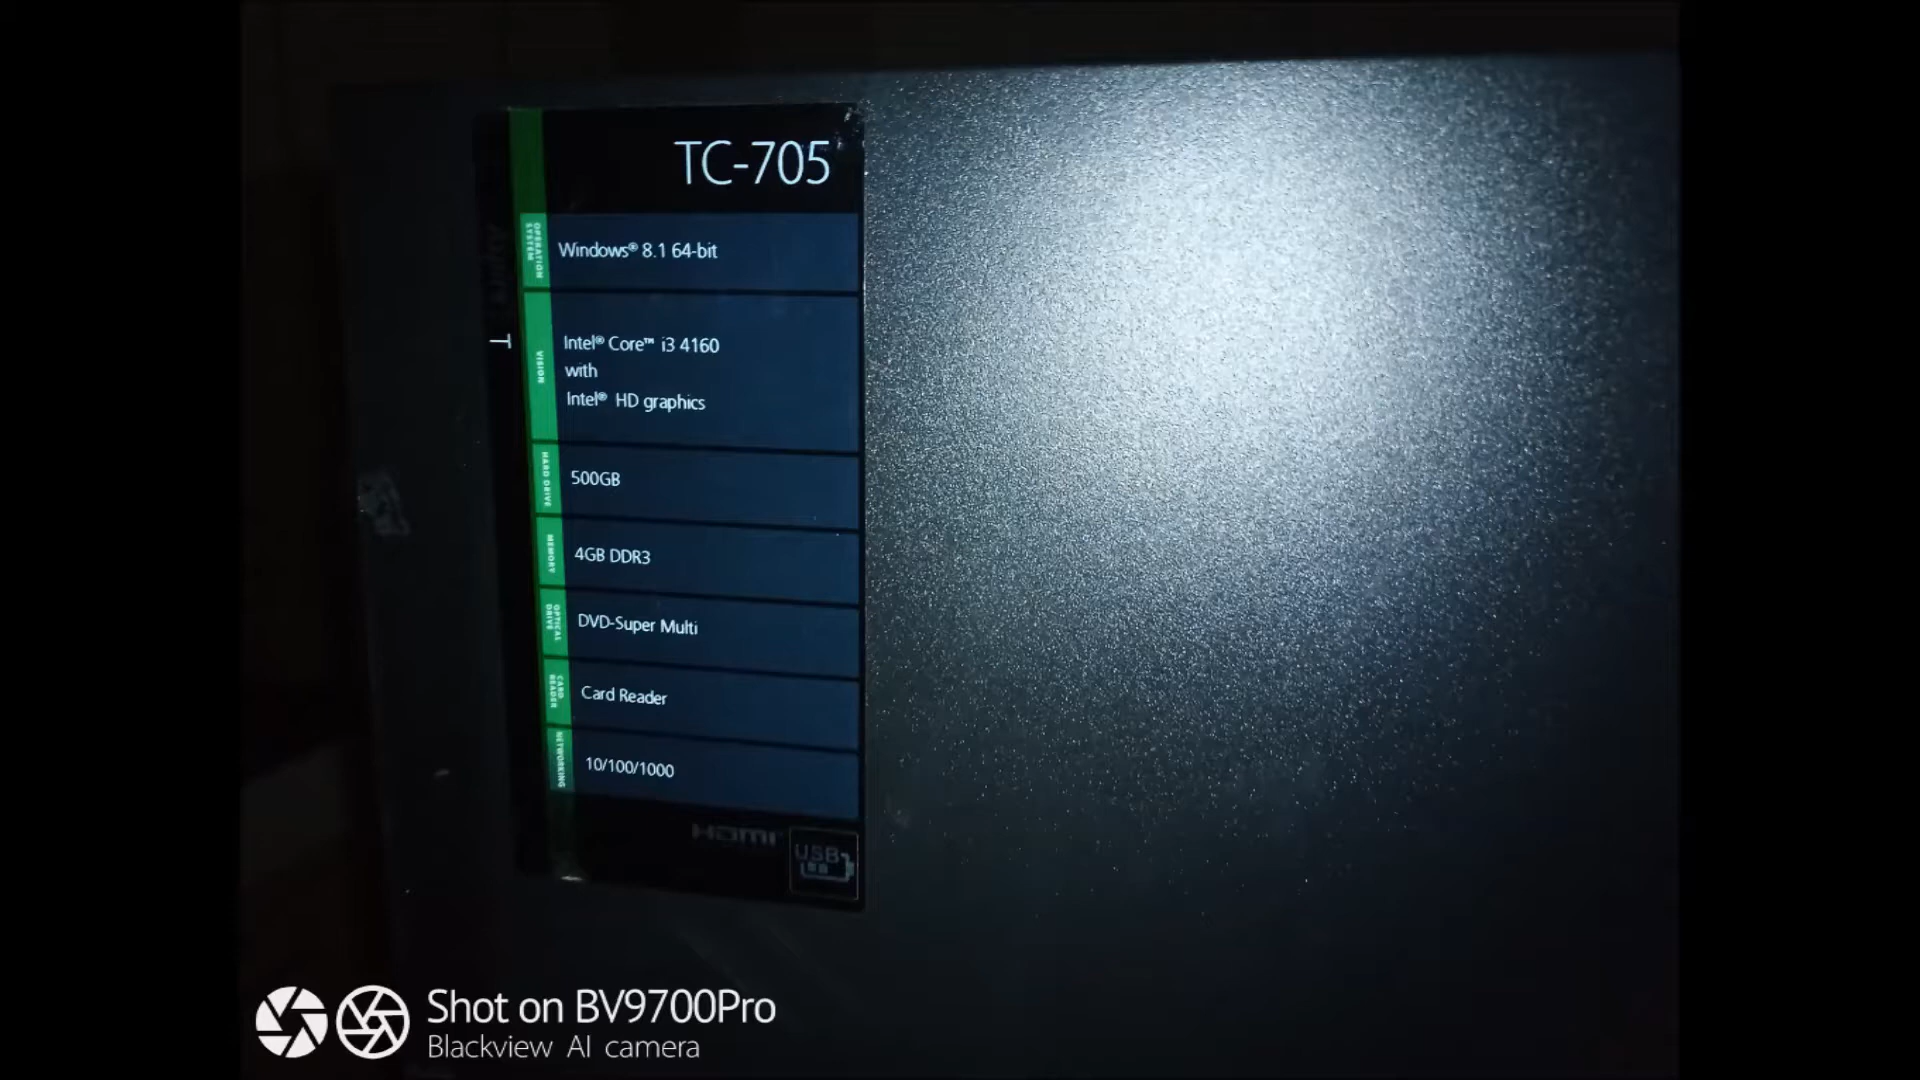 TC-705
OPERATION
SYSTEM
Windows® 8.1 64-bit
VISION
Intel® Core™ i3 4160
with
Intel® HD graphics
HARD DRIVE
500GB
MEMORY
4GB DDR3
OPTICAL
DRIVE
DVD-Super Multi
CARD
READER
Card Reader
NETWORKING
10/100/1000
HDMI
USB
T
Shot on BV9700Pro
Blackview AI camera